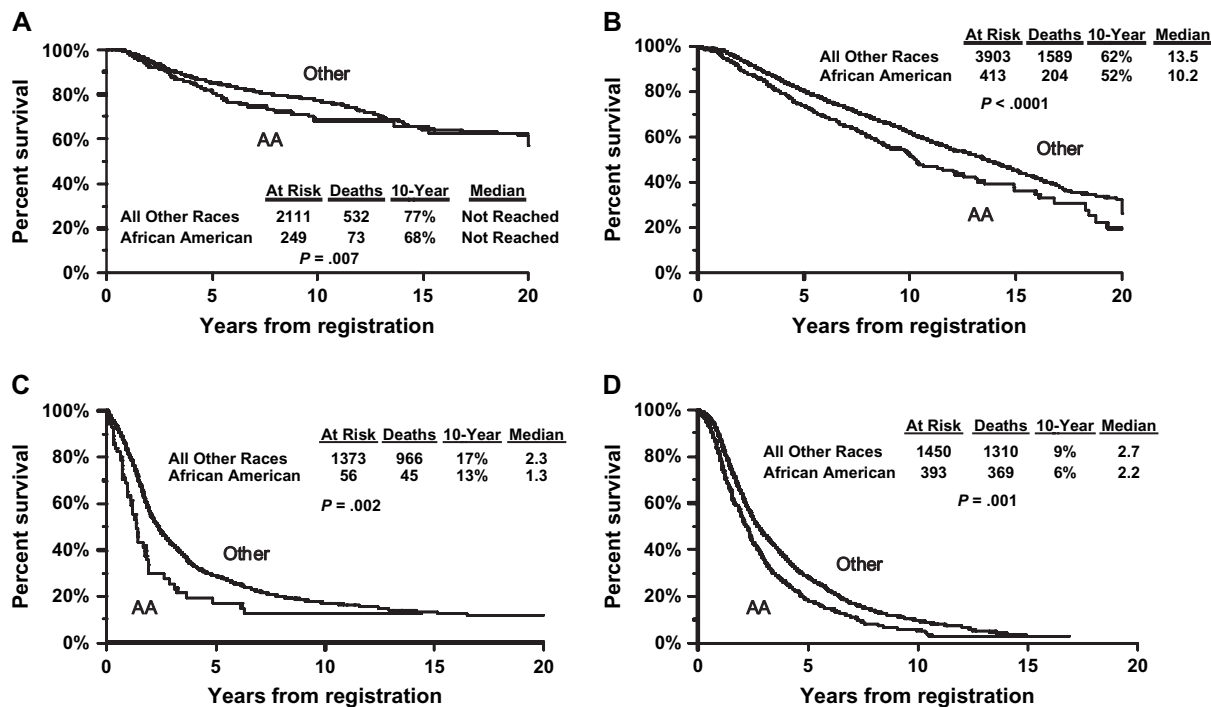 A
100%
80%
60%
40%
20%
0%
Percent survival
Other
AA
At Risk Deaths 10-Year Median
All Other Races 2111 532 77% Not Reached
African American 249 73 68% Not Reached
P = .007
0 5 10 15 20
Years from registration
B
100%
80%
60%
40%
20%
0%
Percent survival
At Risk Deaths 10-Year Median
All Other Races 3903 1589 62% 13.5
African American 413 204 52% 10.2
P < .0001
Other
AA
0 5 10 15 20
Years from registration
C
100%
80%
60%
40%
20%
0%
Percent survival
At Risk Deaths 10-Year Median
All Other Races 1373 966 17% 2.3
African American 56 45 13% 1.3
P = .002
Other
AA
0 5 10 15 20
Years from registration
D
100%
80%
60%
40%
20%
0%
Percent survival
At Risk Deaths 10-Year Median
All Other Races 1450 1310 9% 2.7
African American 393 369 6% 2.2
P = .001
Other
AA
0 5 10 15 20
Years from registration